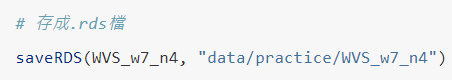 # 存成.rds檔
saveRDS(WVS_w7_n4, "data/practice/WVS_w7_n4")